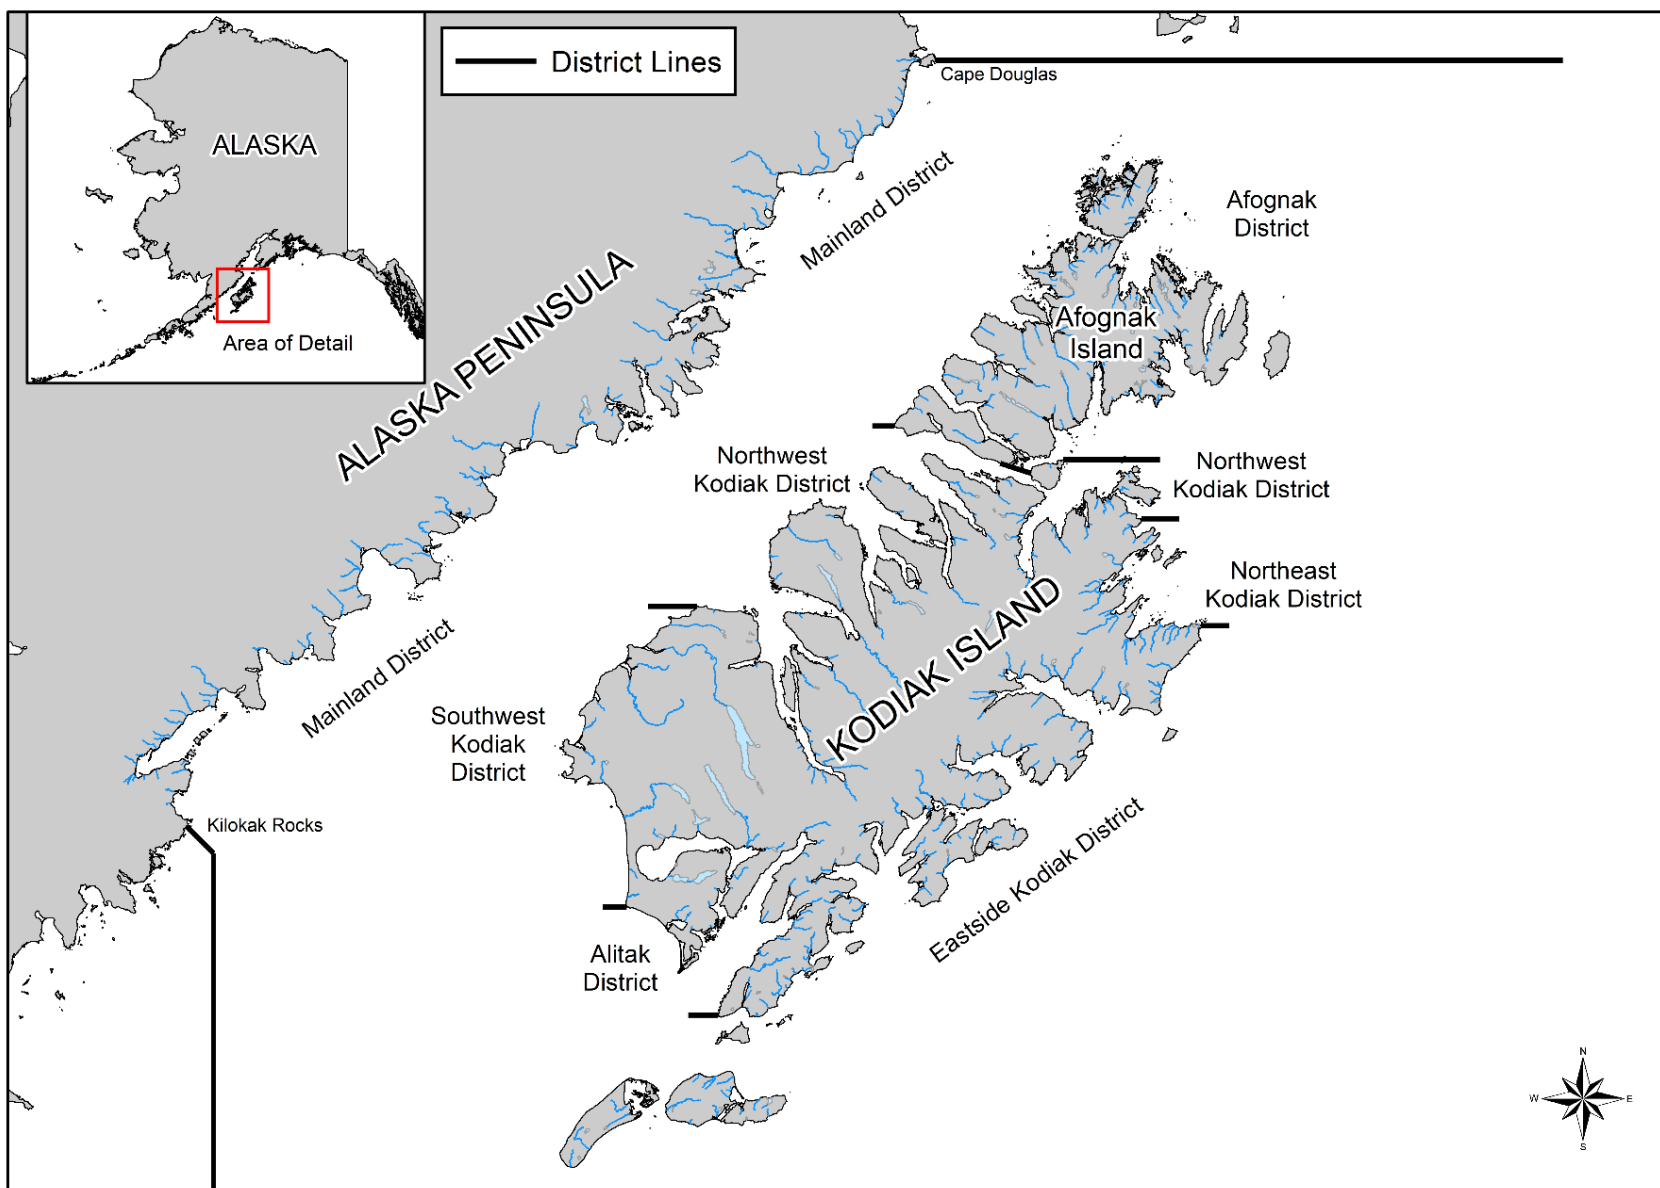 District Lines
Cape Douglas
ALASKA
Area of Detail
Mainland District
Afognak
District
ALASKA PENINSULA
Afognak
Island
Northwest
Kodiak District
Northwest
Kodiak District
Northeast
Kodiak District
KODIAK ISLAND
Mainland District
Southwest
Kodiak
District
Kilokak Rocks
Eastside Kodiak District
Alitak
District
N
W
E
S